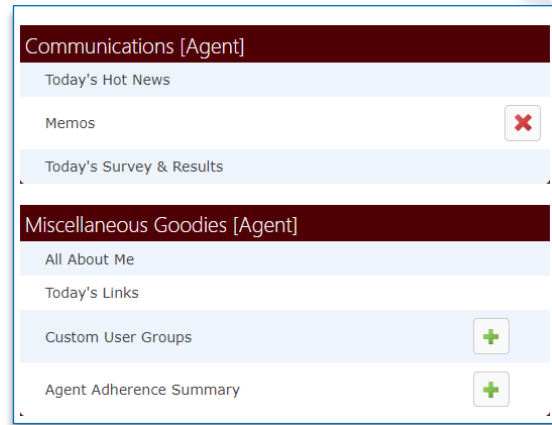 Communications [Agent]
Today's Hot News
Memos
Today's Survey & Results
Miscellaneous Goodies [Agent]
All About Me
Today's Links
Custom User Groups
Agent Adherence Summary